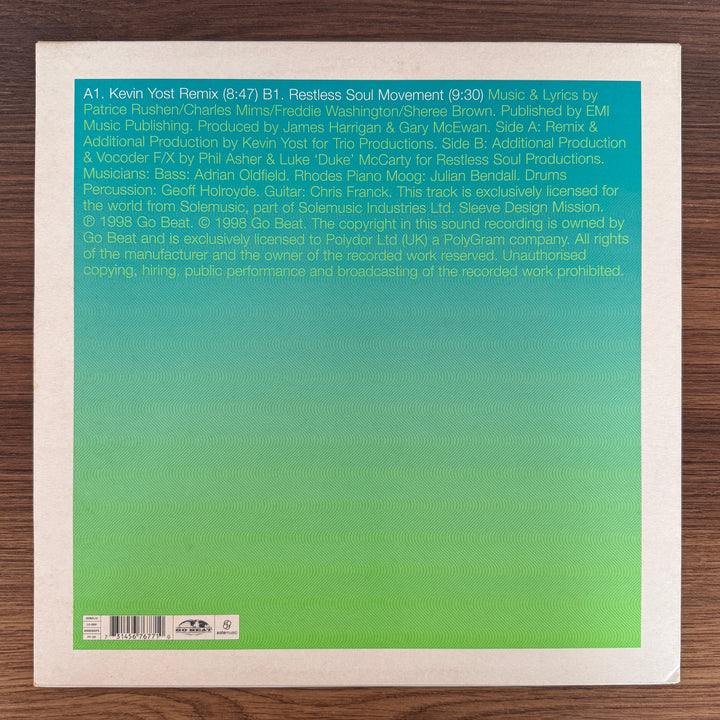 A1. Kevin Yost Remix (8:47) B1. Restless Soul Movement (9:30) Music & Lyrics by
Patrice Rushen/Charles Mims/Freddie Washington/Sheree Brown. Published by EMI
Music Publishing. Produced by James Harrigan & Gary McEwan. Side A: Remix &
Additional Production by Kevin Yost for Trio Productions. Side B: Additional Production
& Vocoder F/X by Phil Asher & Luke ‘Duke’ McCarty for Restless Soul Productions.
Musicians: Bass: Adrian Oldfield. Rhodes Piano Moog: Julian Bendall. Drums
Percussion: Geoff Holroyde. Guitar: Chris Franck. This track is exclusively licensed for
the world from Solemusic, part of Solemusic Industries Ltd. Sleeve Design Mission.
℗ 1998 Go Beat. © 1998 Go Beat. The copyright in this sound recording is owned by
Go Beat and is exclusively licensed to Polydor Ltd (UK) a PolyGram company. All rights
of the manufacturer and the owner of the recorded work reserved. Unauthorised
copying, hiring, public performance and broadcasting of the recorded work prohibited.
7 31456 76771 0
GO BEAT
solemusic